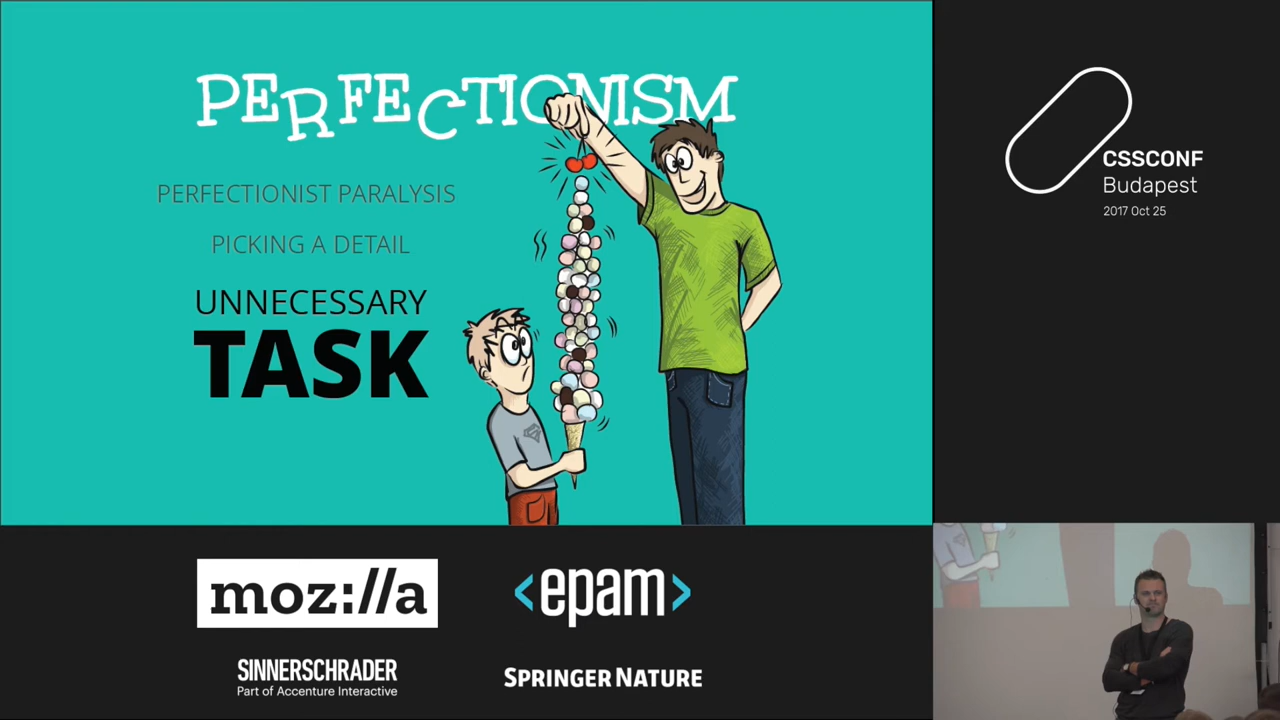 PERFECTIONISM
PERFECTIONIST PARALYSIS
PICKING A DETAIL
UNNECESSARY
TASK
CSSCONF
Budapest
2017 Oct 25
moz://a
<epam>
SINNERSCHRADER
Part of Accenture Interactive
SPRINGER NATURE